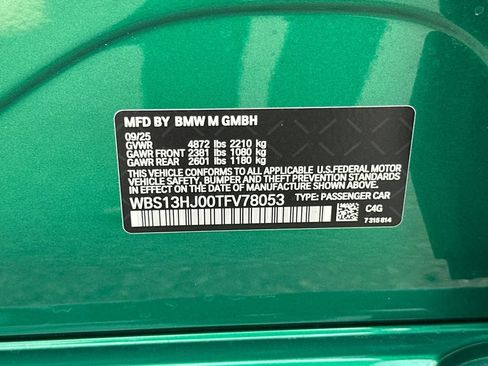 MFD BY BMW M GMBH
09/25
GVWR 4872 lbs 2210 kg
GAWR FRONT 2381 lbs 1080 kg
GAWR REAR 2601 lbs 1180 kg
THIS VEHICLE CONFORMS TO ALL APPLICABLE U.S.FEDERAL MOTOR
VEHICLE SAFETY, BUMPER AND THEFT PREVENTION
STANDARDS IN EFFECT ON THE DATE OF MANUFACTURE SHOWN ABOVE.
WBS13HJ00TFV78053 TYPE: PASSENGER CAR
C4G
7 315 614